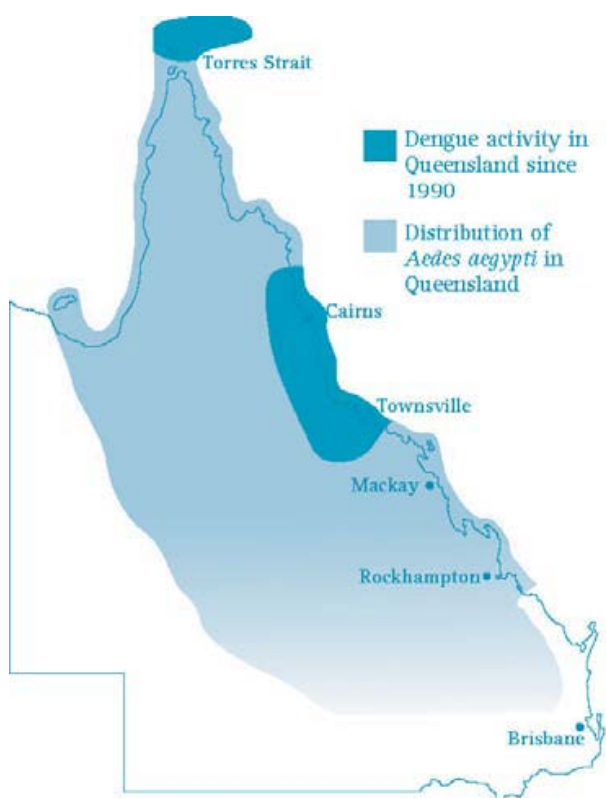 Torres Strait
Dengue activity in
Queensland since
1990
Distribution of
Aedes aegypti in
Queensland
Cairns
Townsville
Mackay
Rockhampton
Brisbane